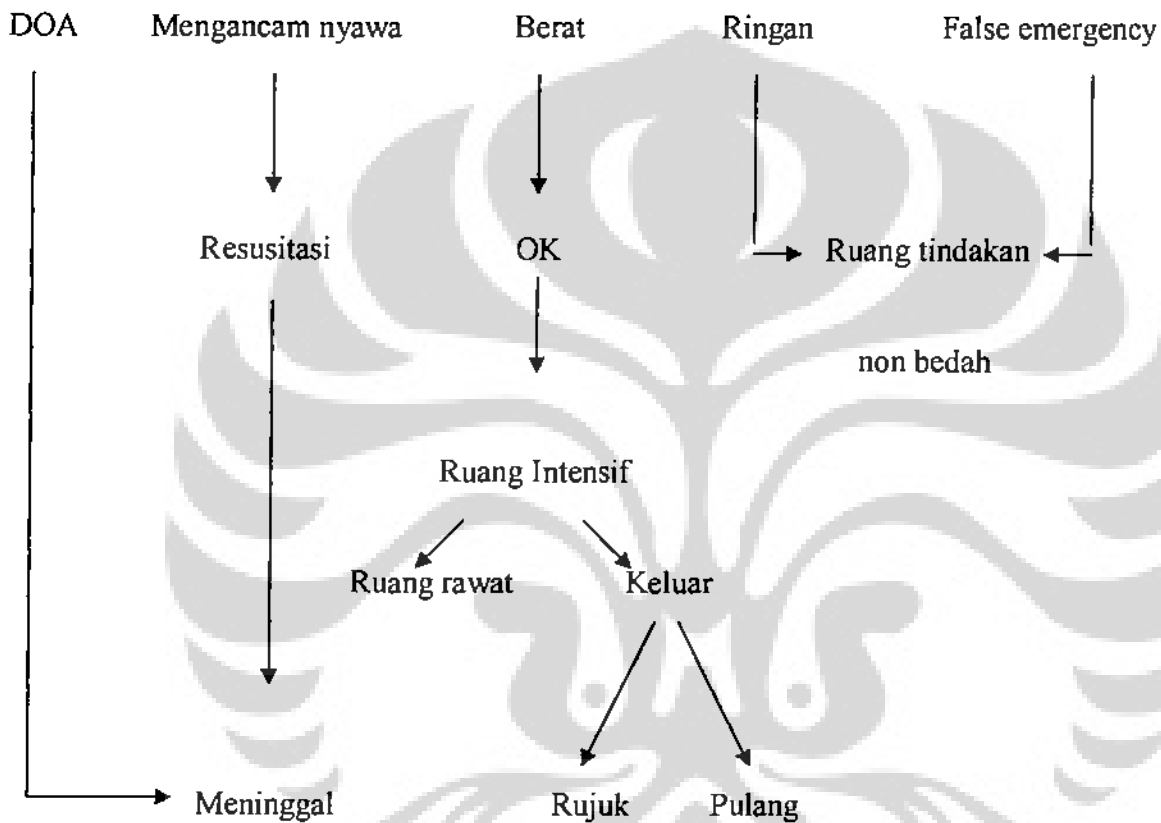 DOA Mengancam nyawa Berat Ringan False emergency
Resusitasi OK Ruang tindakan
non bedah
Ruang Intensif
Ruang rawat Keluar
Meninggal Rujuk Pulang